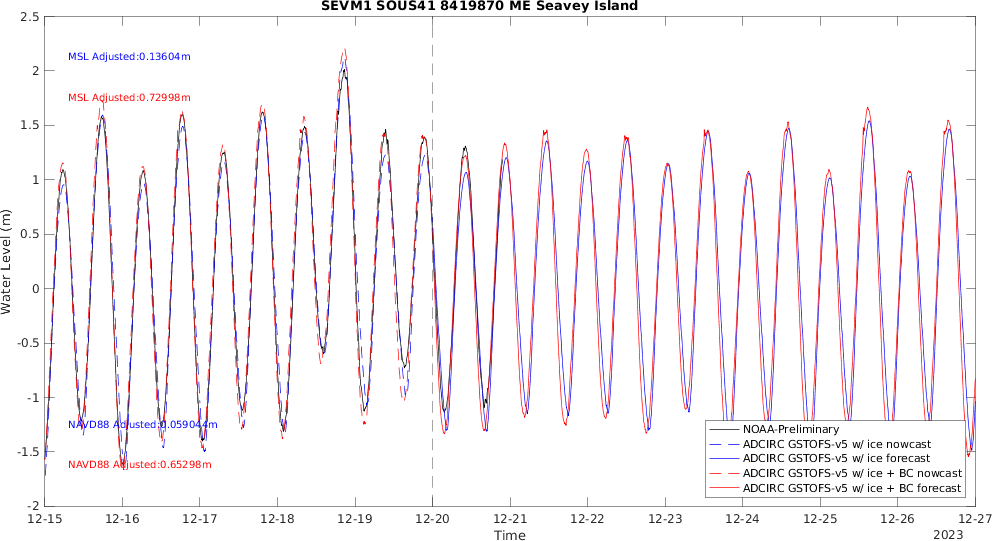 SEVM1 SOUS41 8419870 ME Seavey Island
2.5
2
1.5
1
0.5
0
-0.5
-1
-1.5
-2
Water Level (m)
MSL Adjusted:0.13604m
MSL Adjusted:0.72998m
NAVD88 Adjusted:0.059044m
NAVD88 Adjusted:0.65298m
NOAA-Preliminary
ADCIRC GSTOFS-v5 w/ ice nowcast
ADCIRC GSTOFS-v5 w/ ice forecast
ADCIRC GSTOFS-v5 w/ ice + BC nowcast
ADCIRC GSTOFS-v5 w/ ice + BC forecast
12-15 12-16 12-17 12-18 12-19 12-20 12-21 12-22 12-23 12-24 12-25 12-26 12-27
Time
2023